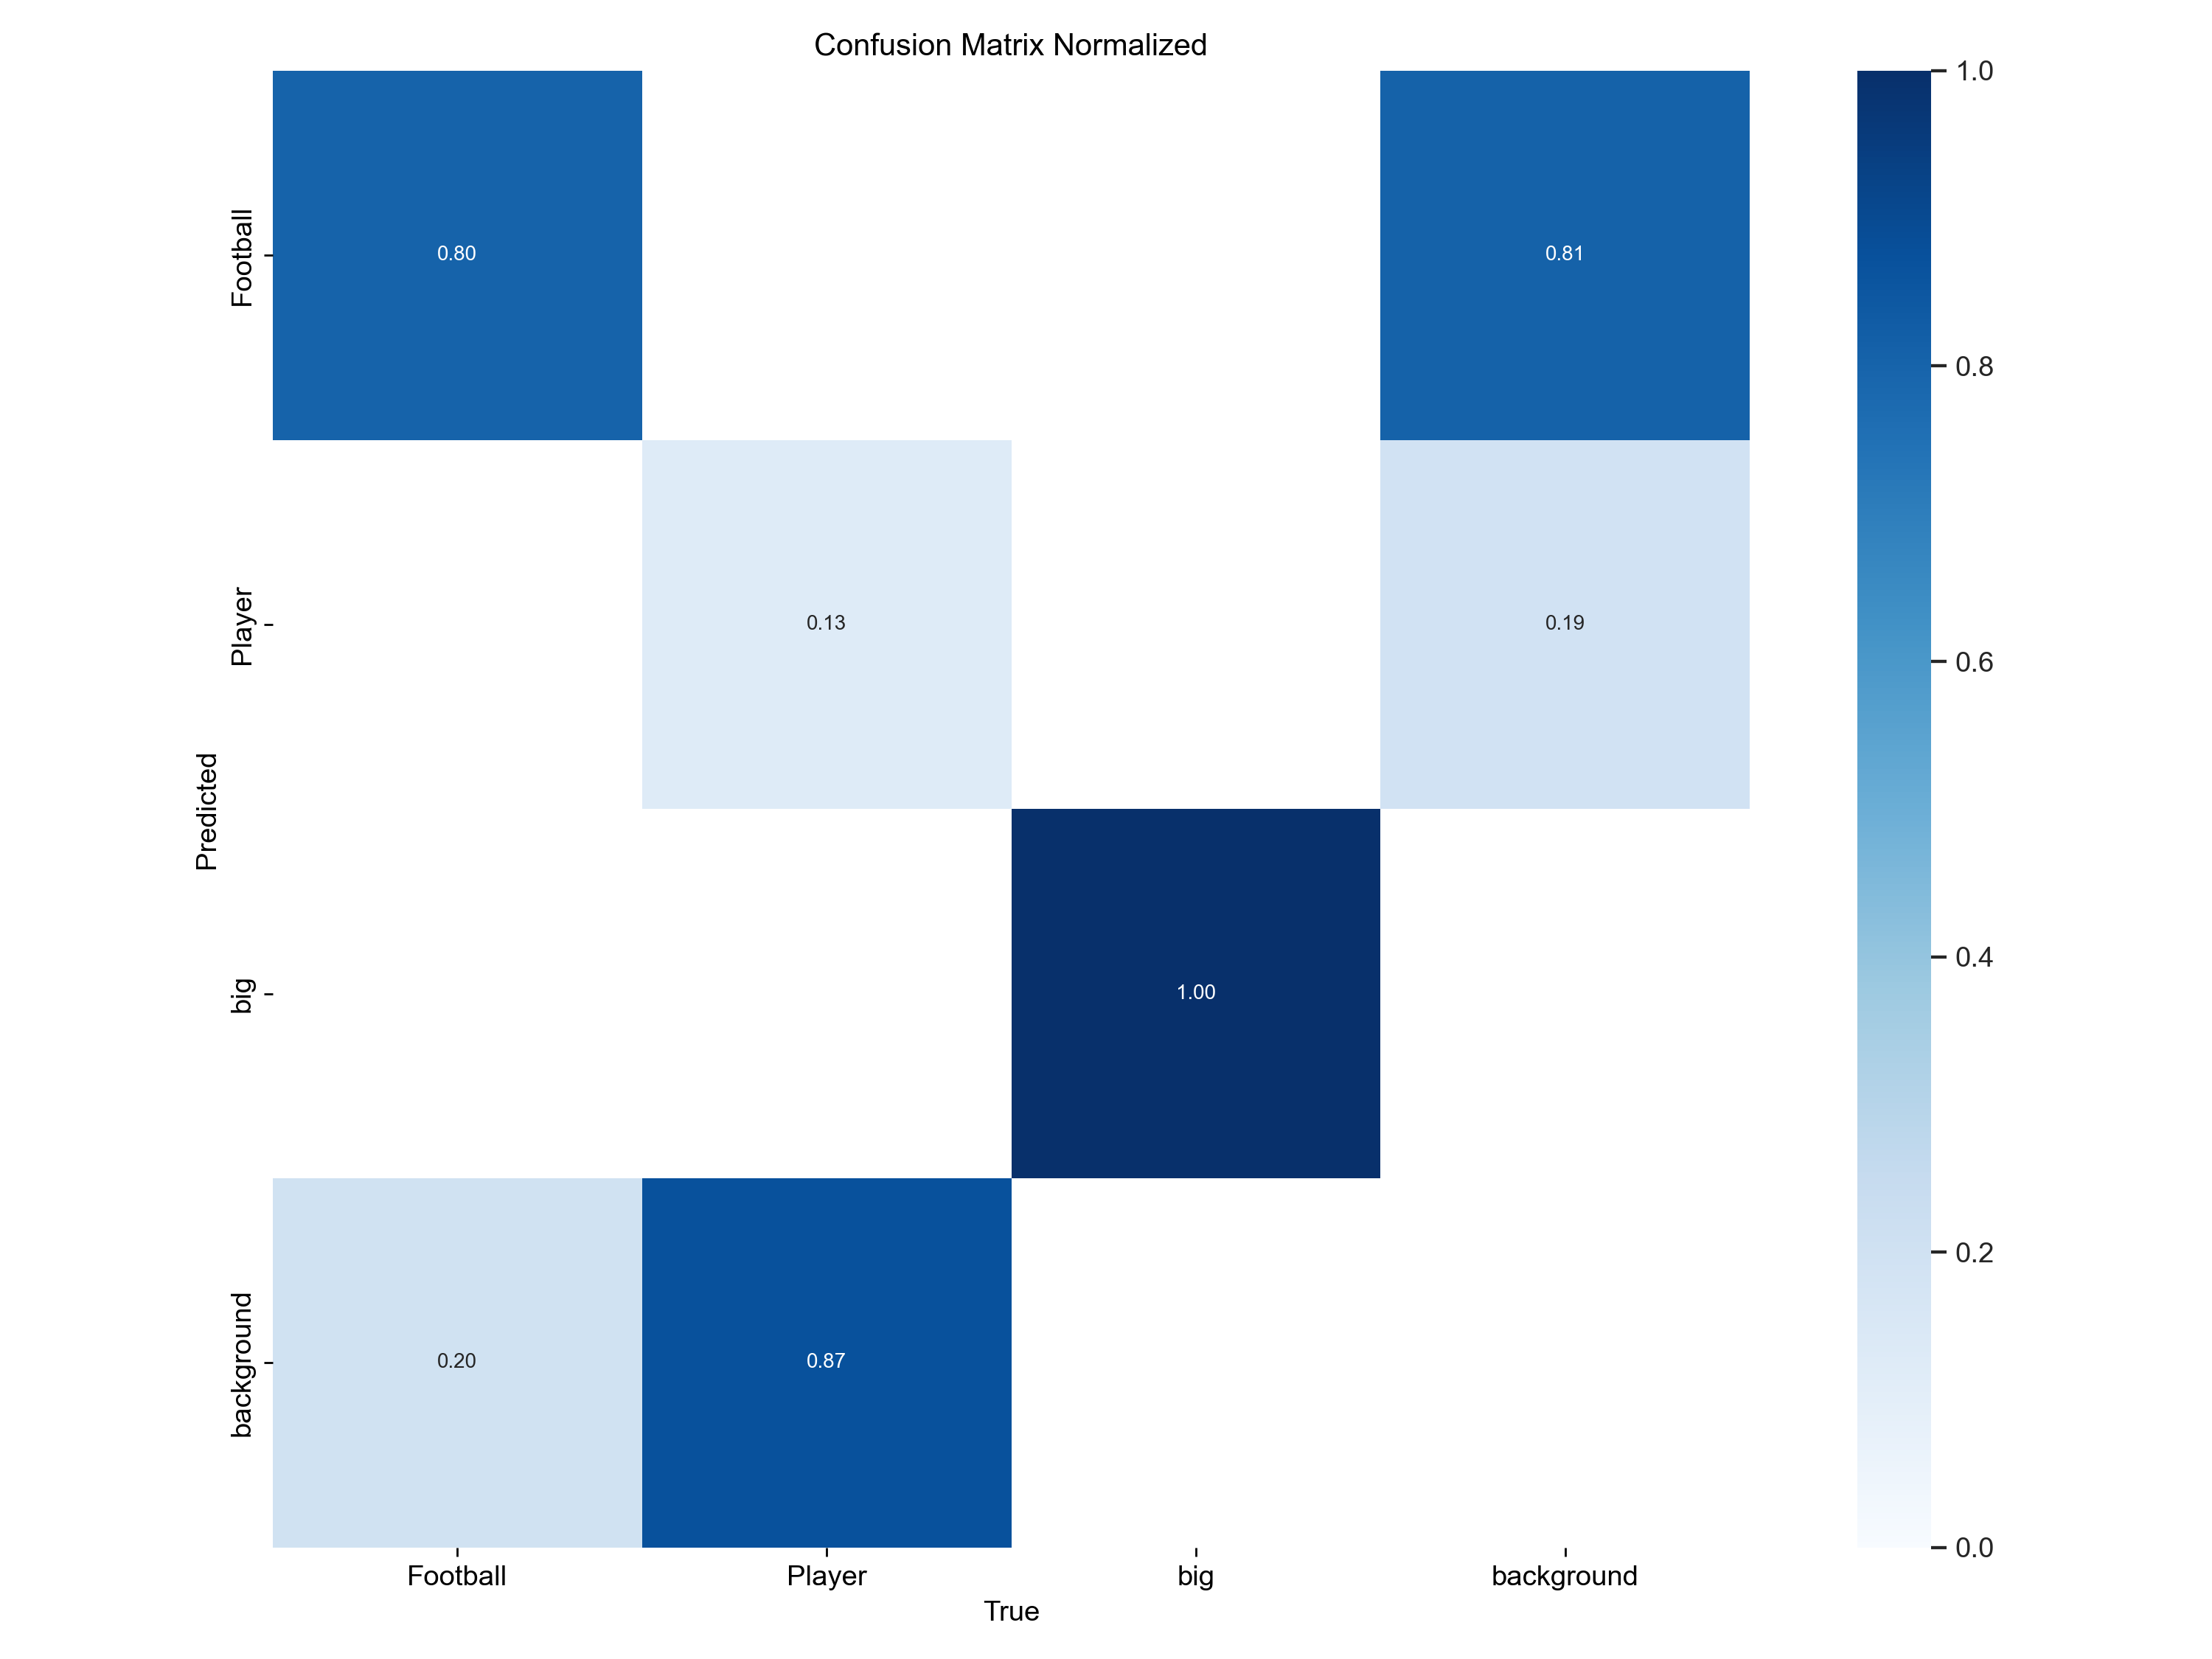 Confusion Matrix Normalized
Football
Player
big
background
Predicted
0.80
0.81
0.13
0.19
1.00
0.20
0.87
Football
Player
big
background
True
1.0
0.8
0.6
0.4
0.2
0.0